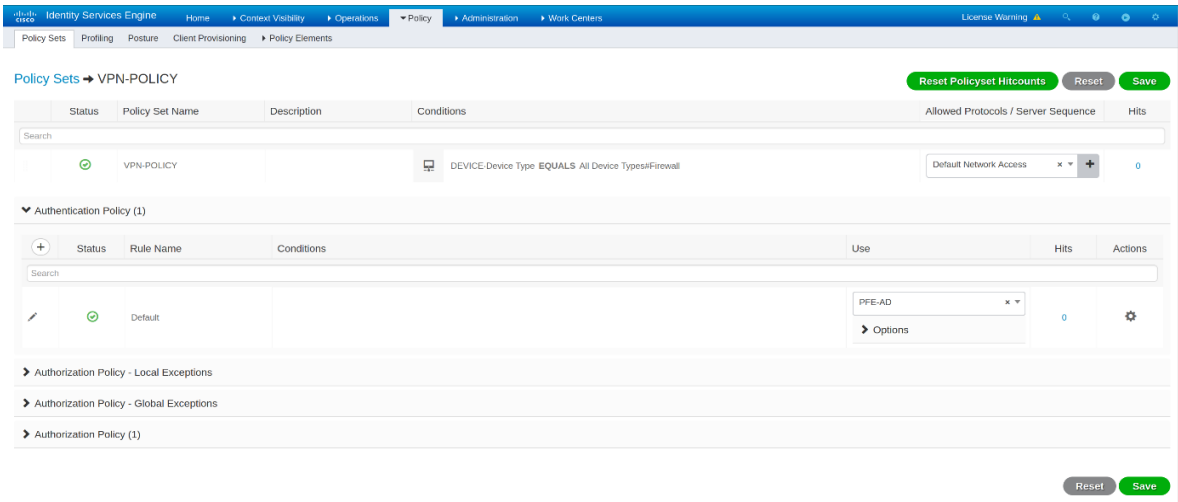 cisco Identity Services Engine Home Context Visibility Operations Policy Administration Work Centers License Warning
Policy Sets Profiling Posture Client Provisioning Policy Elements
Policy Sets → VPN-POLICY Reset Policyset Hitcounts Reset Save
Status Policy Set Name Description Conditions Allowed Protocols / Server Sequence Hits
Search
VPN-POLICY DEVICE-Device Type EQUALS All Device Types#Firewall Default Network Access × + 0
Authentication Policy (1)
+ Status Rule Name Conditions Use Hits Actions
Search
PFE-AD ×
Default 0
Options
Authorization Policy - Local Exceptions
Authorization Policy - Global Exceptions
Authorization Policy (1)
Reset Save